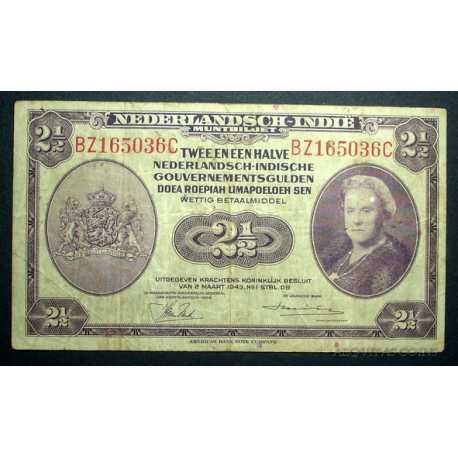 NEDERLANDSCH-INDIË
MUNTBILJET
2½ 2½
BZ165036C BZ165036C
TWEE EN EEN HALVE
NEDERLANDSCH-INDISCHE
GOUVERNEMENTSGULDEN
DOEA ROEPIAH LIMAPOELOEH SEN
WETTIG BETAALMIDDEL
2½
UITGEGEVEN KRACHTENS KONINKLIJK BESLUIT
VAN 2 MAART 1943, No 1 STBL. D8
2½ 2½
AMERICAN BANK NOTE COMPANY